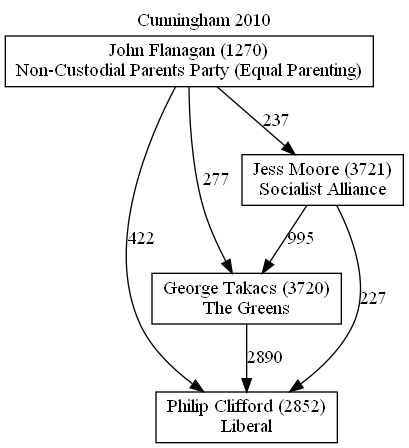 Cunningham 2010
John Flanagan (1270)
Non-Custodial Parents Party (Equal Parenting)
237
Jess Moore (3721)
Socialist Alliance
277
422
995
George Takacs (3720)
The Greens
227
2890
Philip Clifford (2852)
Liberal